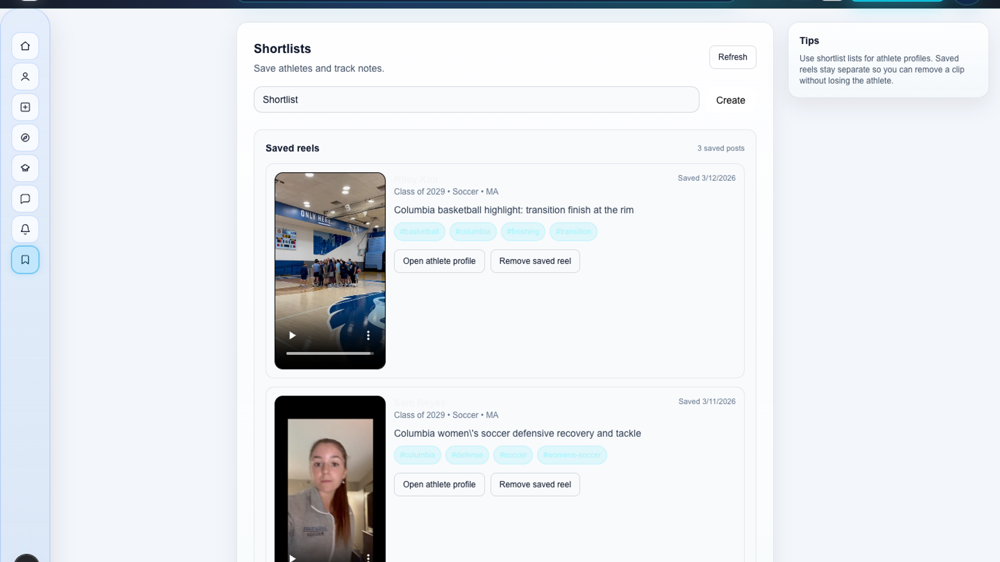 Shortlists
Save athletes and track notes.
Refresh
Shortlist
Create
Saved reels
3 saved posts
ONLY HERE.
Riley Kim
Saved 3/12/2026
Class of 2029 • Soccer • MA
Columbia basketball highlight: transition finish at the rim
#basketball #columbia #finishing #transition
Open athlete profile Remove saved reel
Sam Reyes
Saved 3/11/2026
Class of 2029 • Soccer • MA
Columbia women\'s soccer defensive recovery and tackle
#columbia #defense #soccer #womens-soccer
Open athlete profile Remove saved reel
SOCCER
Tips
Use shortlist lists for athlete profiles. Saved
reels stay separate so you can remove a clip
without losing the athlete.